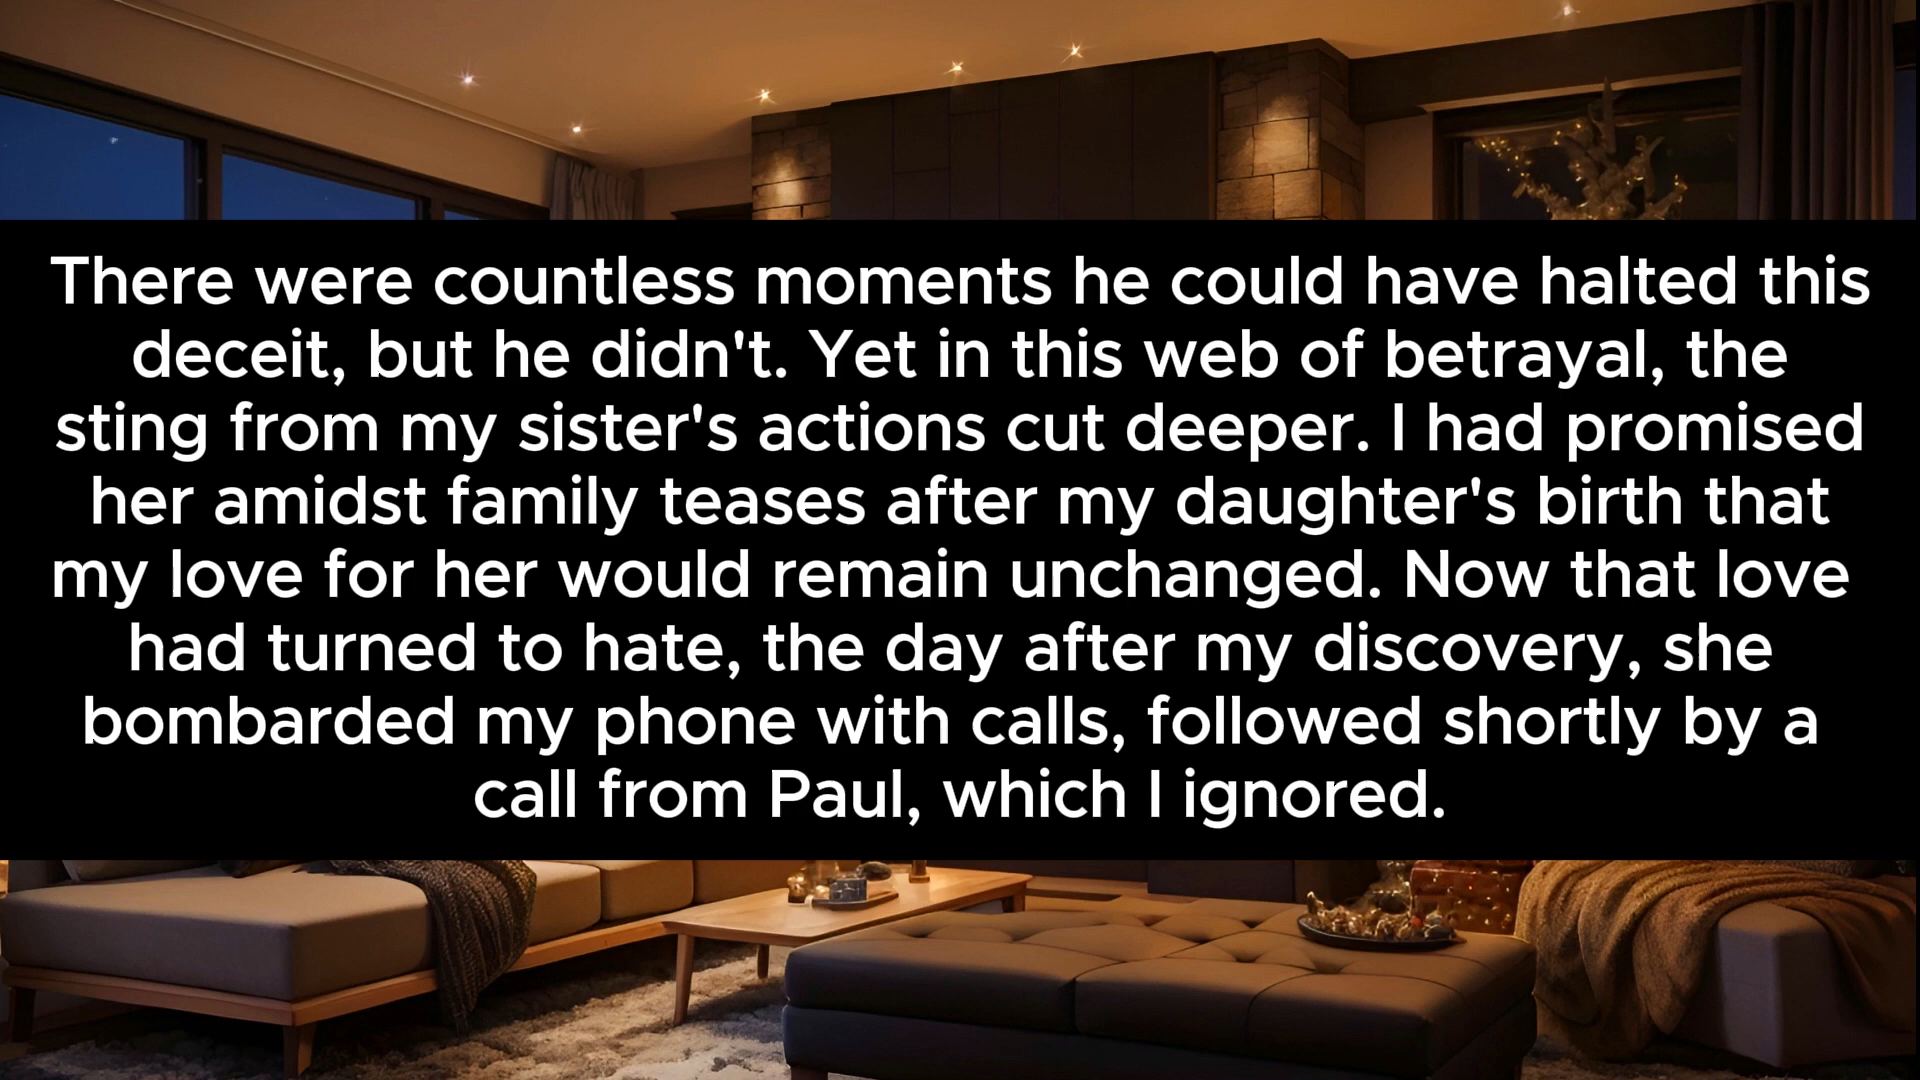 There were countless moments he could have halted this
deceit, but he didn't. Yet in this web of betrayal, the
sting from my sister's actions cut deeper. I had promised
her amidst family teases after my daughter's birth that
my love for her would remain unchanged. Now that love
had turned to hate, the day after my discovery, she
bombarded my phone with calls, followed shortly by a
call from Paul, which I ignored.